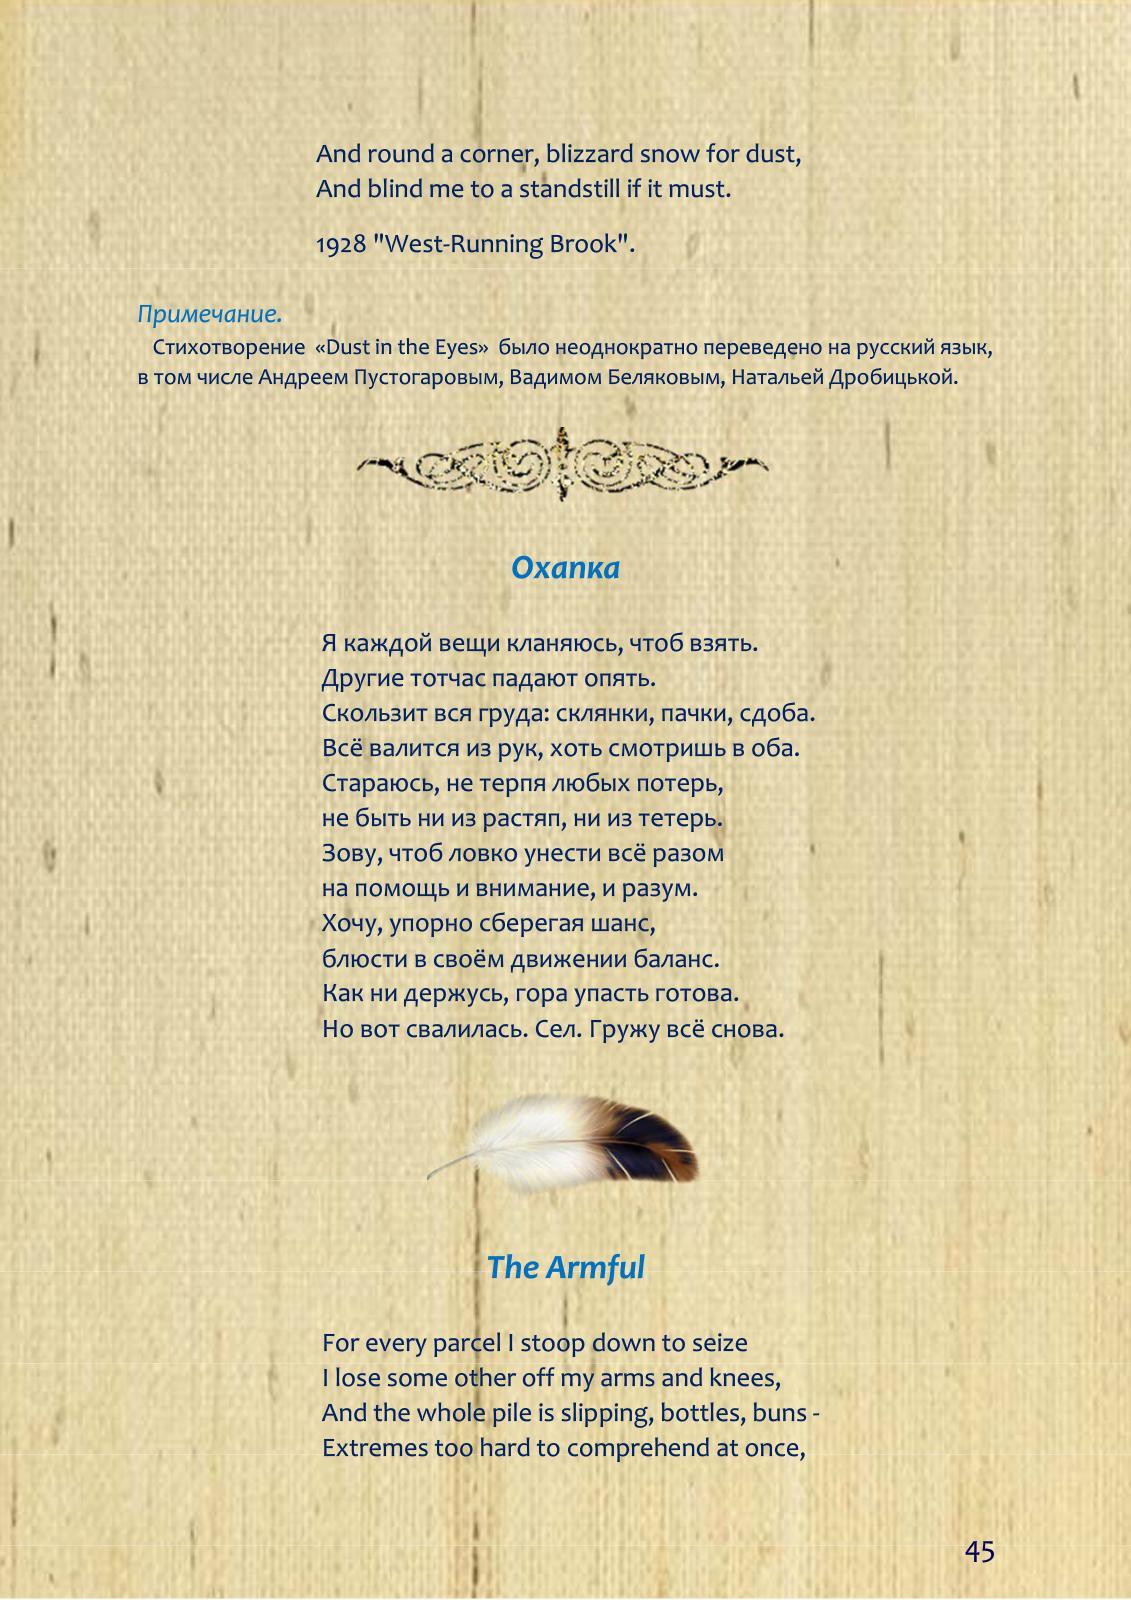 And round a corner, blizzard snow for dust,
And blind me to a standstill if it must.
1928 "West-Running Brook".
Примечание.
Стихотворение «Dust in the Eyes» было неоднократно переведено на русский язык,
в том числе Андреем Пустогаровым, Вадимом Беляковым, Натальей Дробицькой.
Охапка
Я каждой вещи кланяюсь, чтоб взять.
Другие тотчас падают опять.
Скользит вся груда: склянки, пачки, сдоба.
Всё валится из рук, хоть смотришь в оба.
Стараюсь, не терпя любых потерь,
не быть ни из растяп, ни из тетерь.
Зову, чтоб ловко унести всё разом
на помощь и внимание, и разум.
Хочу, упорно сберегая шанс,
блюсти в своём движении баланс.
Как ни держусь, гора упасть готова.
Но вот свалилась. Сел. Гружу всё снова.
The Armful
For every parcel I stoop down to seize
I lose some other off my arms and knees,
And the whole pile is slipping, bottles, buns -
Extremes too hard to comprehend at once,
45